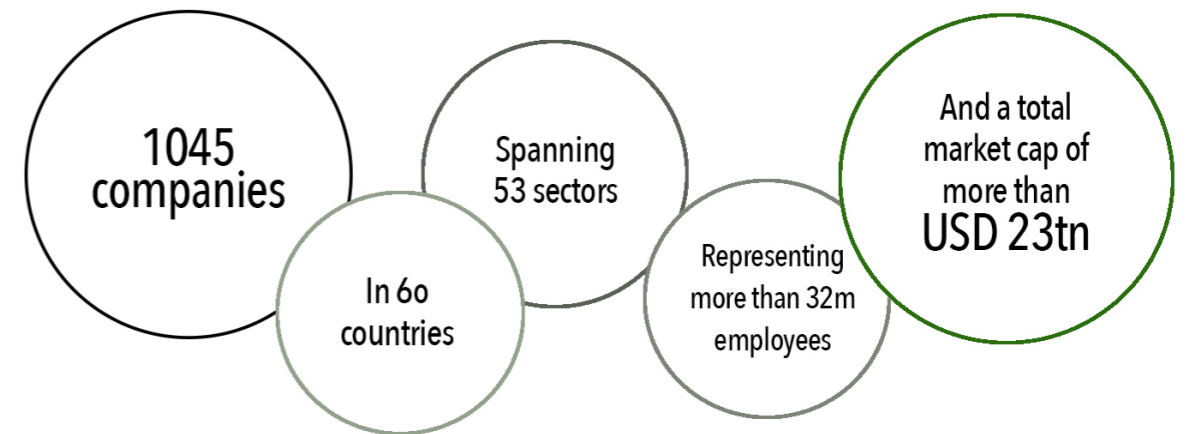 1045
companies
In 6o
countries
Spanning
53 sectors
Representing
more than 32m
employees
And a total
market cap of
more than
USD 23tn